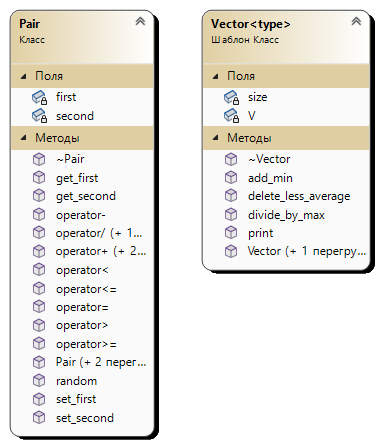 Pair
Класс
Поля
first
second
Методы
~Pair
get_first
get_second
operator-
operator/ (+ 1...
operator+ (+ 2...
operator<
operator<=
operator=
operator>
operator>=
Pair (+ 2 перег...
random
set_first
set_second
Vector<type>
Шаблон Класс
Поля
size
V
Методы
~Vector
add_min
delete_less_average
divide_by_max
print
Vector (+ 1 перегру...